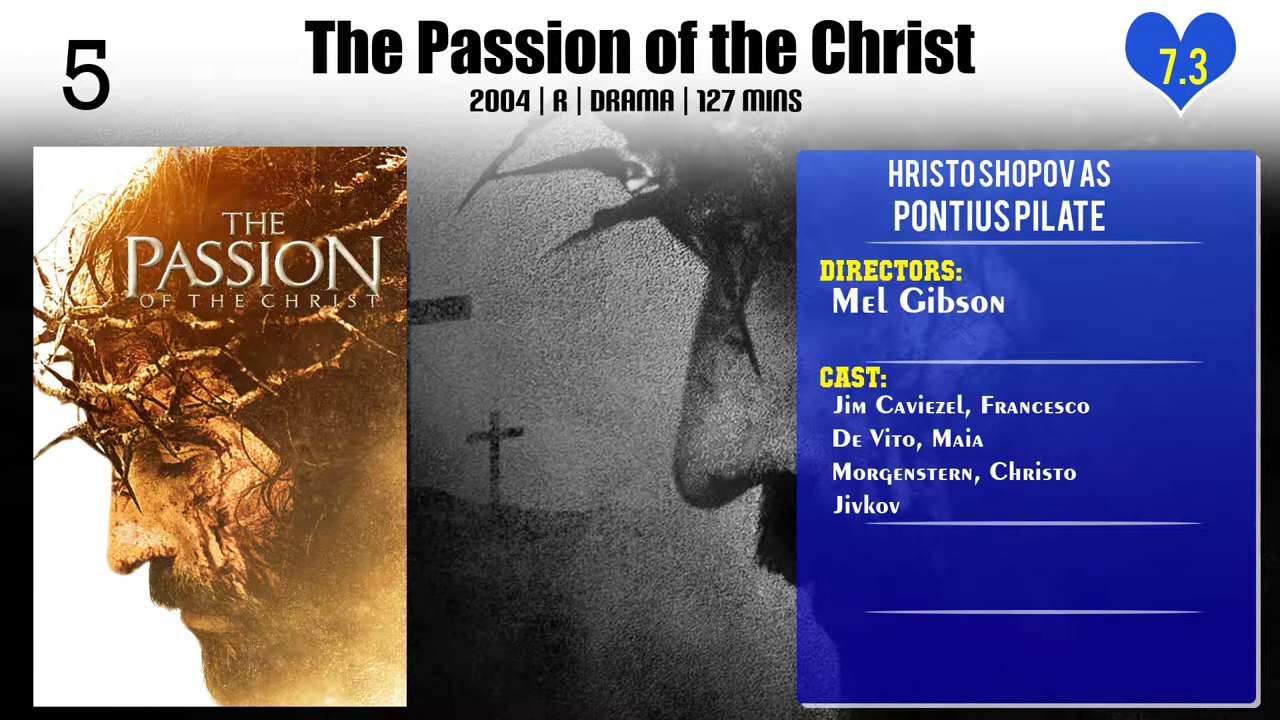 5
The Passion of the Christ
2004 | R | DRAMA | 127 MINS
7.3
THE
PASSION
OF THE CHRIST
HRISTO SHOPOV AS
PONTIUS PILATE
DIRECTORS:
Mel Gibson
CAST:
Jim Caviezel, Francesco
De Vito, Maia
Morgenstern, Christo
Jivkov